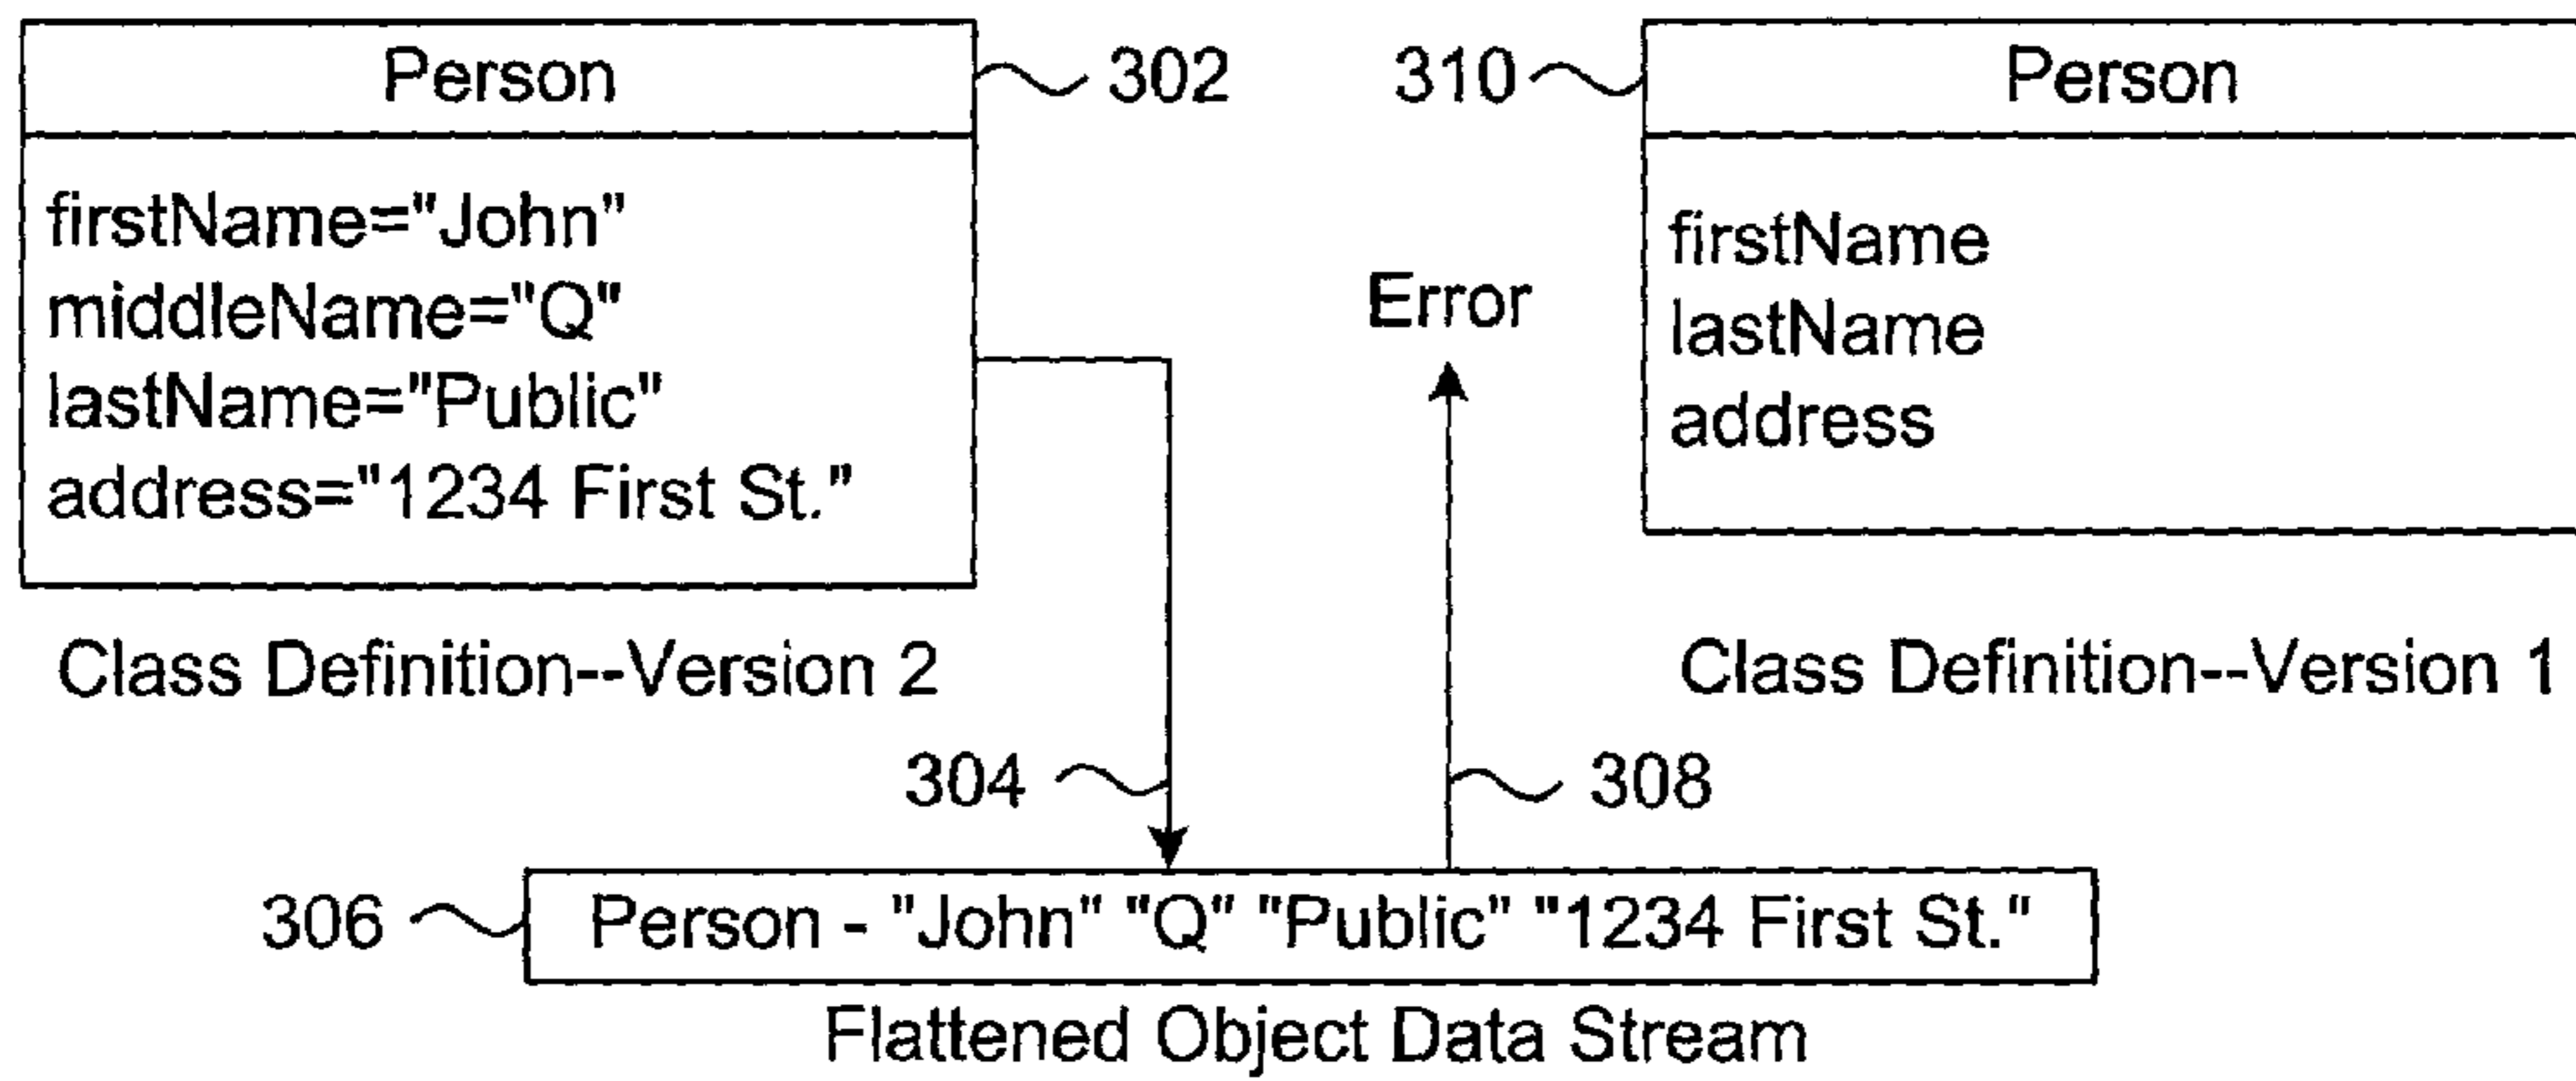 Person
302
firstName="John"
middleName="Q"
lastName="Public"
address="1234 First St."
Class Definition--Version 2
310
Person
firstName
lastName
address
Class Definition--Version 1
Error
304
308
306
Person - "John" "Q" "Public" "1234 First St."
Flattened Object Data Stream